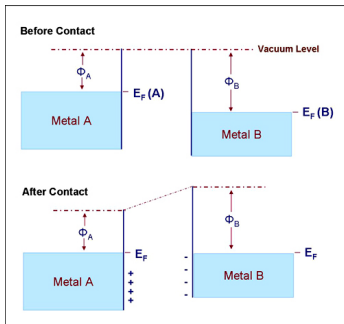 Before Contact
Vacuum Level
Φ_A
Φ_B
E_F (A)
E_F (B)
Metal A
Metal B
After Contact
Φ_A
Φ_B
E_F
E_F
Metal A
Metal B
+ -
+ -
+ -
+ -